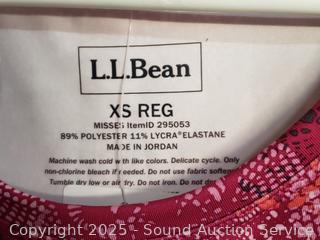 L.L.Bean
XS REG
MISSES ItemID 295053
89% POLYESTER 11% LYCRA® ELASTANE
MADE IN JORDAN
Machine wash cold with like colors. Delicate cycle. Only
non-chlorine bleach if needed. Do not use fabric softener
Tumble dry low or air dry. Do not iron. Do not
Copyright 2025 - Sound Auction Service